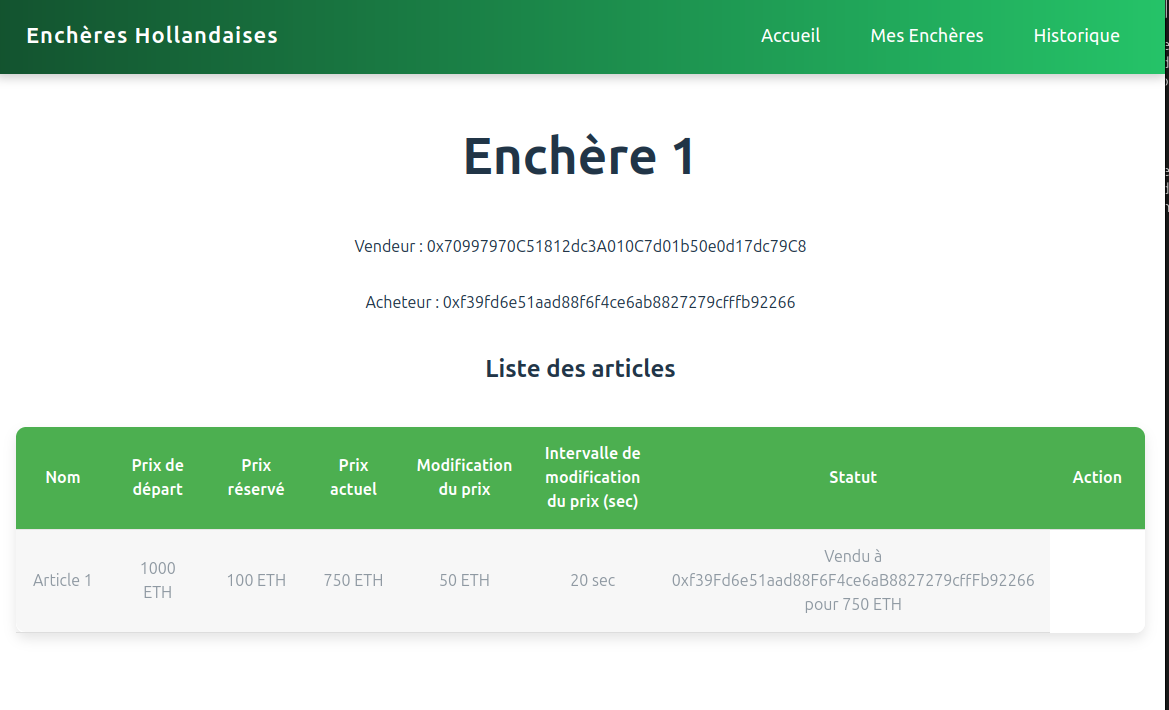 Enchères Hollandaises
Accueil
Mes Enchères
Historique
Enchère 1
Vendeur : 0x70997970C51812dc3A010C7d01b50e0d17dc79C8
Acheteur : 0xf39fd6e51aad88f6f4ce6ab8827279cfffb92266
Liste des articles
Nom
Prix de
départ
Prix
réservé
Prix
actuel
Modification
du prix
Intervalle de
modification
du prix (sec)
Statut
Action
Article 1
1000
ETH
100 ETH
750 ETH
50 ETH
20 sec
Vendu à
0xf39Fd6e51aad88F6F4ce6aB8827279cffFb92266
pour 750 ETH